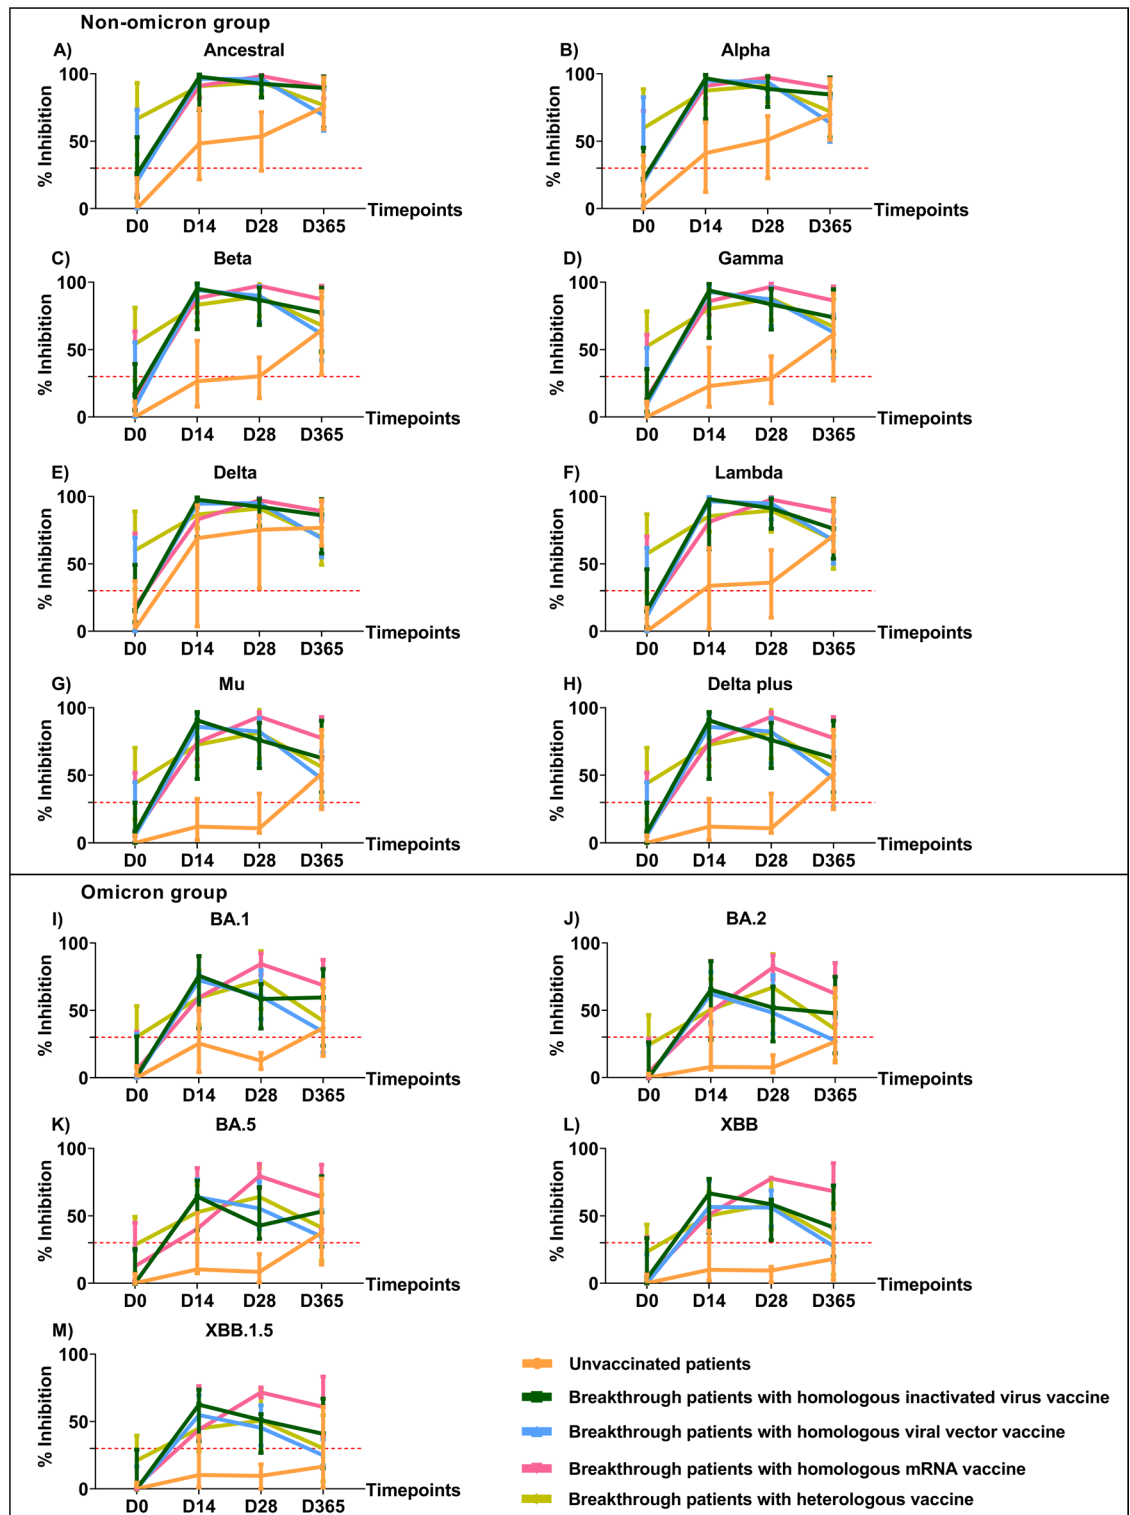 Non-omicron group
A) Ancestral
100
50
0
% Inhibition
D0 D14 D28 D365
Timepoints
B) Alpha
100
50
0
% Inhibition
D0 D14 D28 D365
Timepoints
C) Beta
100
50
0
% Inhibition
D0 D14 D28 D365
Timepoints
D) Gamma
100
50
0
% Inhibition
D0 D14 D28 D365
Timepoints
E) Delta
100
50
0
% Inhibition
D0 D14 D28 D365
Timepoints
F) Lambda
100
50
0
% Inhibition
D0 D14 D28 D365
Timepoints
G) Mu
100
50
0
% Inhibition
D0 D14 D28 D365
Timepoints
H) Delta plus
100
50
0
% Inhibition
D0 D14 D28 D365
Timepoints
Omicron group
I) BA.1
100
50
0
% Inhibition
D0 D14 D28 D365
Timepoints
J) BA.2
100
50
0
% Inhibition
D0 D14 D28 D365
Timepoints
K) BA.5
100
50
0
% Inhibition
D0 D14 D28 D365
Timepoints
L) XBB
100
50
0
% Inhibition
D0 D14 D28 D365
Timepoints
M) XBB.1.5
100
50
0
% Inhibition
D0 D14 D28 D365
Timepoints
Unvaccinated patients
Breakthrough patients with homologous inactivated virus vaccine
Breakthrough patients with homologous viral vector vaccine
Breakthrough patients with homologous mRNA vaccine
Breakthrough patients with heterologous vaccine